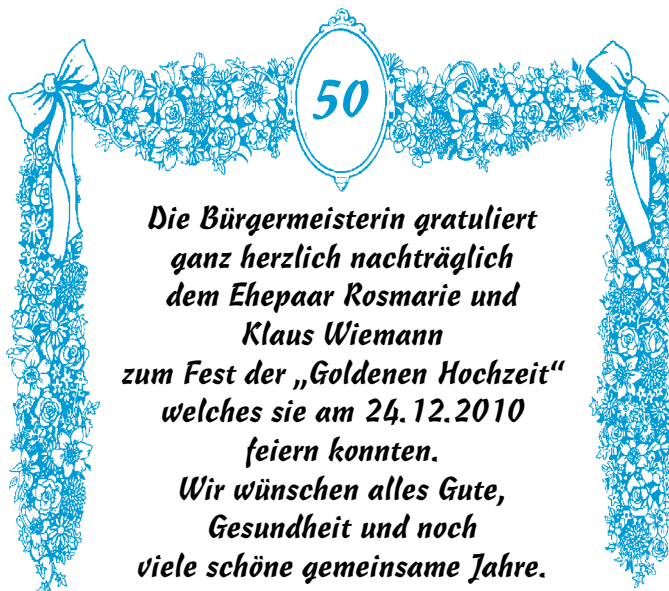 50
Die Bürgermeisterin gratuliert
ganz herzlich nachträglich
dem Ehepaar Rosmarie und
Klaus Wiemann
zum Fest der „Goldenen Hochzeit“
welches sie am 24.12.2010
feiern konnten.
Wir wünschen alles Gute,
Gesundheit und noch
viele schöne gemeinsame Jahre.